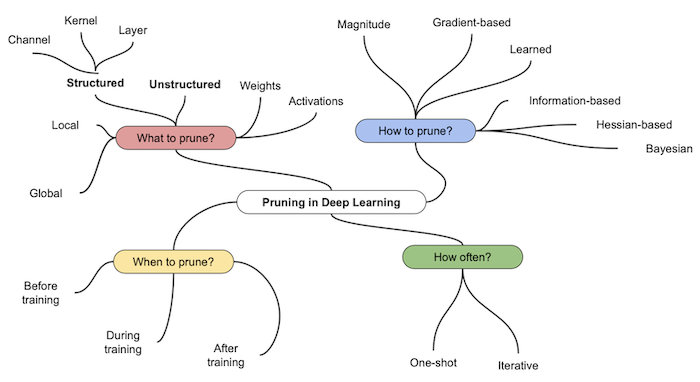 Kernel
Channel
Layer
Structured
Unstructured
Weights
Activations
Local
What to prune?
Global
Magnitude
Gradient-based
Learned
Information-based
How to prune?
Hessian-based
Bayesian
Pruning in Deep Learning
When to prune?
Before
training
During
training
After
training
How often?
One-shot
Iterative